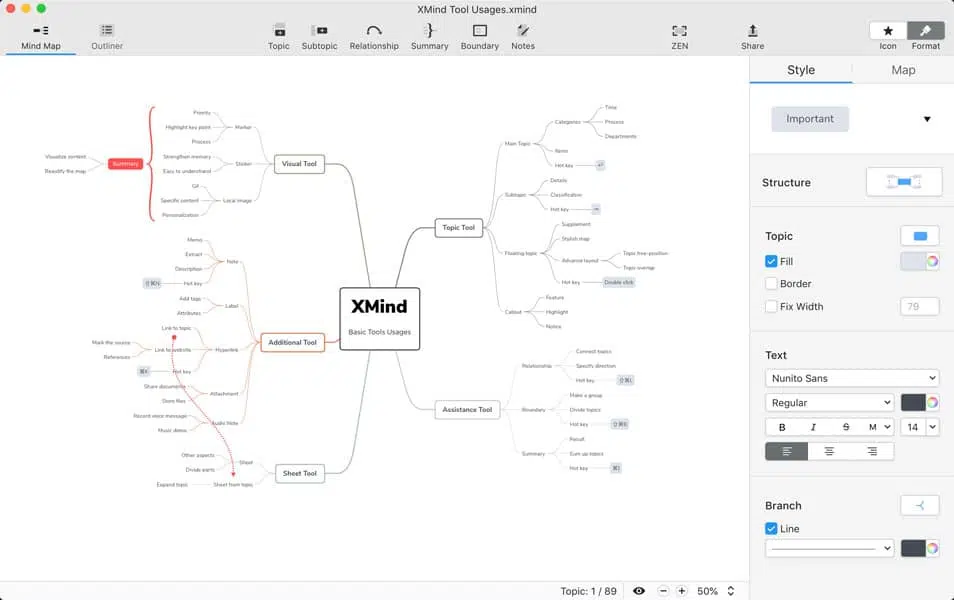 XMind Tool Usages.xmind
Mind Map
Outliner
Topic
Subtopic
Relationship
Summary
Boundary
Notes
ZEN
Share
Icon
Format
Style
Map
Important
Structure
Topic
Fill
Border
Fix Width
79
Text
Nunito Sans
Regular
B I S M
14
Branch
Line
XMind
Basic Tools Usages
Visual Tool
Marker
Priority
Highlight key point
Process
Sticker
Strengthen memory
Easy to understrand
Local Image
Gif
Specific content
Personalization
Summary
Visualize content
Beautify the map
Additional Tool
Note
Memo
Extract
Description
Hot key
⇧⌘N
Label
Add tags
Attributes
Hyperlink
Link to topic
Link to website
Mark the source
References
Hot key
⌘K
Attachment
Share documents
Store files
Audio Note
Record voice message
Music demo
Sheet Tool
Sheet
Other aspects
Divide parts
Sheet from topic
Expand topic
Topic Tool
Main Topic
Categories
Time
Process
Departments
Items
Hot key
Subtopic
Details
Classification
Hot key
Floating topic
Supplement
Stylish map
Advance layout
Topic free-position
Topic overlap
Hot key
Double click
Callout
Feature
Highlight
Notice
Assistance Tool
Relationship
Connect topics
Specify direction
Hot key
⇧⌘L
Boundary
Make a group
Divide topics
Hot key
⇧⌘B
Summary
Result
Sum up topics
Hot key
⌘]
Topic: 1 / 89
50%